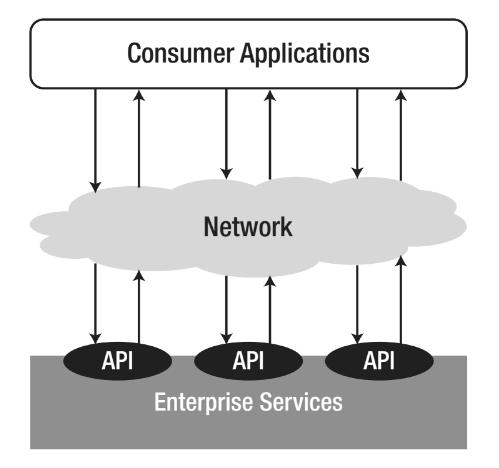 Consumer Applications
Network
API API API
Enterprise Services